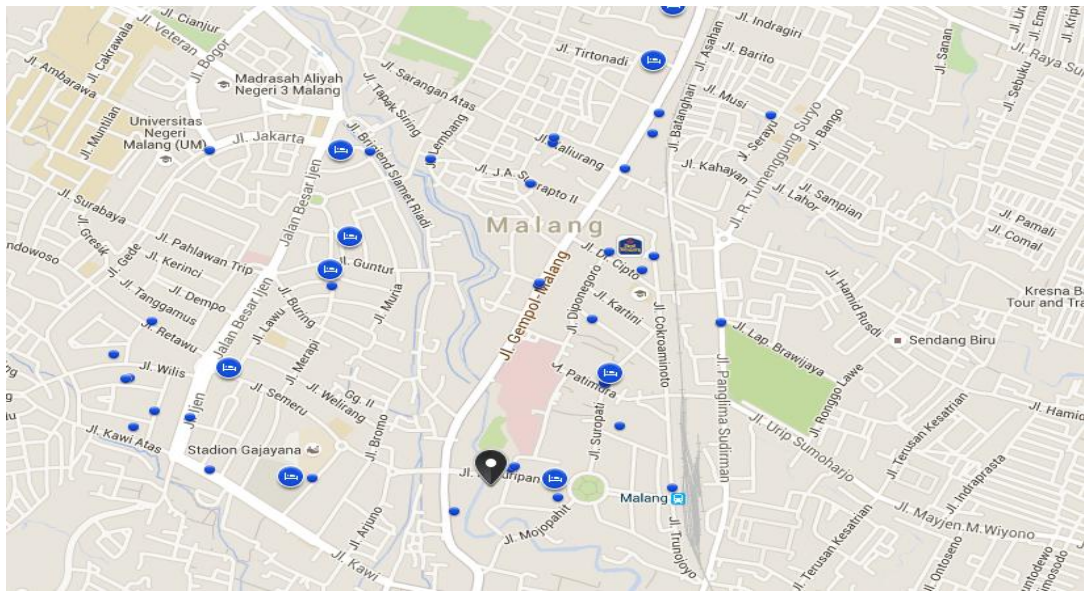 Jl. Cianjur
Jl. Veteran
Jl. Bogor
Jl. Cakrawala
Jl. Ambarawa
Jl. Muntilan
Madrasah Aliyah
Negeri 3 Malang
Universitas
Negeri
Malang (UM)
Jl. Jakarta
Jl. Tapak Siring
Jl. Sarangan Atas
Jl. Lembang
Jl. Brigjend Slamet Riadi
Jl. Tirtonadi
Jl. Kaliurang
Jl. J.A. Suprapto II
Jl. Asahan
Jl. Indragiri
Jl. Barito
Jl. Musi
Jl. Batanghari
Jl. Serayu
Jl. Bango
Jl. Kahayan
Jl. R. Tumenggung Suryo
Jl. Lahor
Jl. Sampian
Jl. Sanan
Jl. Sebuku
Jl. Pamali
Jl. Comal
Malang
Best
Western
Jl. Surabaya
Jl. Gresik
Jl. Gede
Jl. Pahlawan Trip
Jl. Kerinci
Jl. Dempo
Jl. Tanggamus
Jl. Retawu
Jalan Besar Ijen
Jalan Besar Ijen
Jl. Guntur
Jl. Buring
Jl. Lawu
Jl. Merapi
Jl. Muria
Jl. Wilis
Jl. Semeru
Jl. Welirang
Gg. II
Jl. Ijen
Jl. Kawi Atas
Stadion Gajayana
Jl. Bromo
Jl. Arjuno
Jl. Kawi
Jl. Gempol-Malang
Jl. Dr. Cipto
Jl. Diponegoro
Jl. Kartini
Jl. Cokroaminoto
Jl. Patimura
Jl. Suropati
Jl. Mojopahit
Malang
Jl. Trunojoyo
Jl. Panglima Sudirman
Jl. Lap. Brawijaya
Jl. Hamid Rusdi
Sendang Biru
Jl. Ronggo Lawe
Jl. Urip Sumoharjo
Jl. Terusan Kesatrian
Jl. Terusan Kesatrian
Jl. Indraprasta
Jl. Mayjen M. Wiyono
Jl. Ontoseno
Jl. Hamid
Tour and